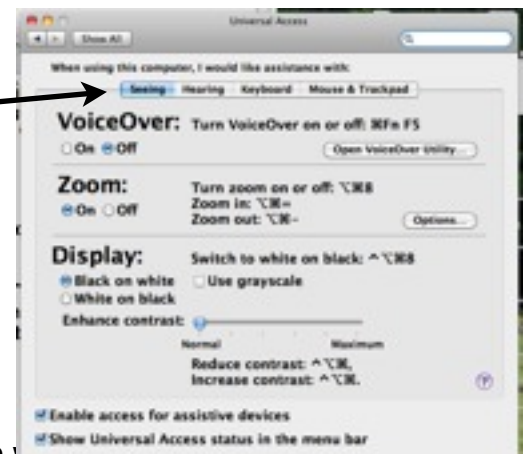 Universal Access
Show All
When using this computer, I would like assistance with:
Seeing Hearing Keyboard Mouse & Trackpad
VoiceOver: Turn VoiceOver on or off: ⌘Fn F5
On Off
Open VoiceOver Utility...
Zoom: Turn zoom on or off: ⌥⌘8
On Off
Zoom in: ⌥⌘=
Zoom out: ⌥⌘-
Options...
Display: Switch to white on black: ^⌥⌘8
Black on white Use grayscale
White on black
Enhance contrast:
Normal Maximum
Reduce contrast: ^⌥⌘,
Increase contrast: ^⌥⌘.
?
Enable access for assistive devices
Show Universal Access status in the menu bar